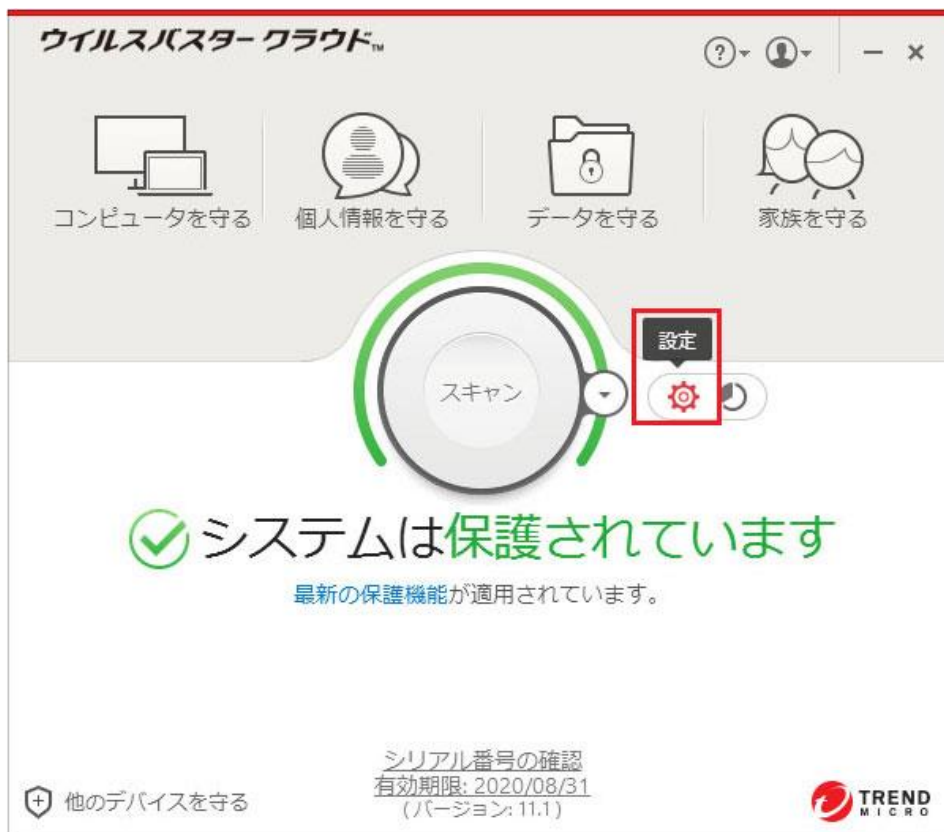 ウイルスバスター クラウド™
コンピュータを守る
個人情報を守る
データを守る
家族を守る
設定
スキャン
システムは保護されています
最新の保護機能が適用されています。
シリアル番号の確認
有効期限: 2020/08/31
(バージョン: 11.1)
他のデバイスを守る
TREND
MICRO